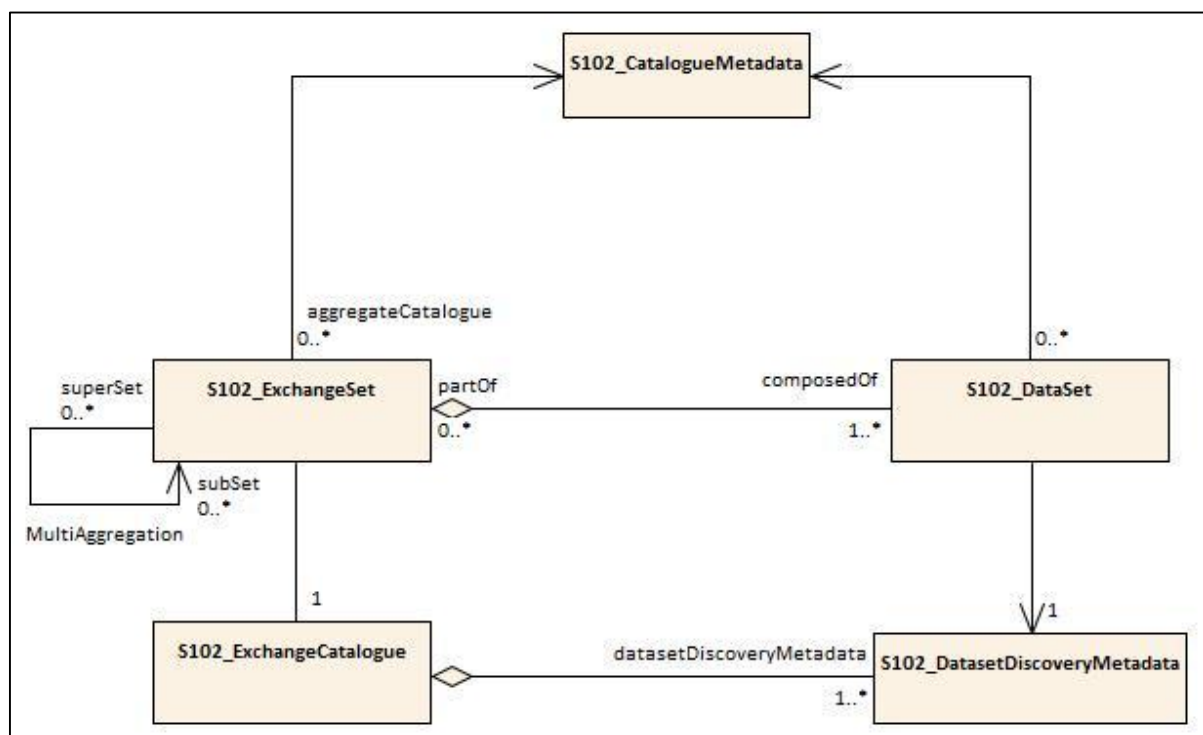 S102_CatalogueMetadata
aggregateCatalogue
0..*
0..*
superSet
0..*
S102_ExchangeSet
partOf
0..*
composedOf
1..*
S102_DataSet
subSet
0..*
MultiAggregation
1
1
S102_ExchangeCatalogue
datasetDiscoveryMetadata
1..*
S102_DatasetDiscoveryMetadata